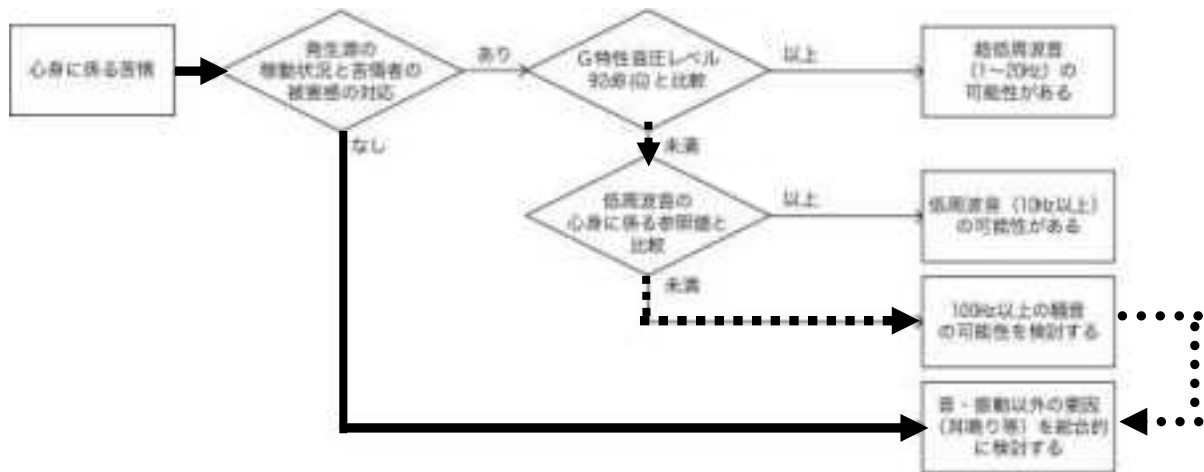 心身に係る苦情
発生源の
稼動状況と苦情者の
被害感の対応
あり
なし
G特性音圧レベル
92dB(G)と比較
以上
未満
超低周波音
（1～20Hz）の
可能性がある
低周波音の
心身に係る参照値と
比較
以上
未満
低周波音（10Hz以上）
の可能性がある
100Hz以上の騒音
の可能性を検討する
音・振動以外の要因
（耳鳴り等）を総合的
に検討する